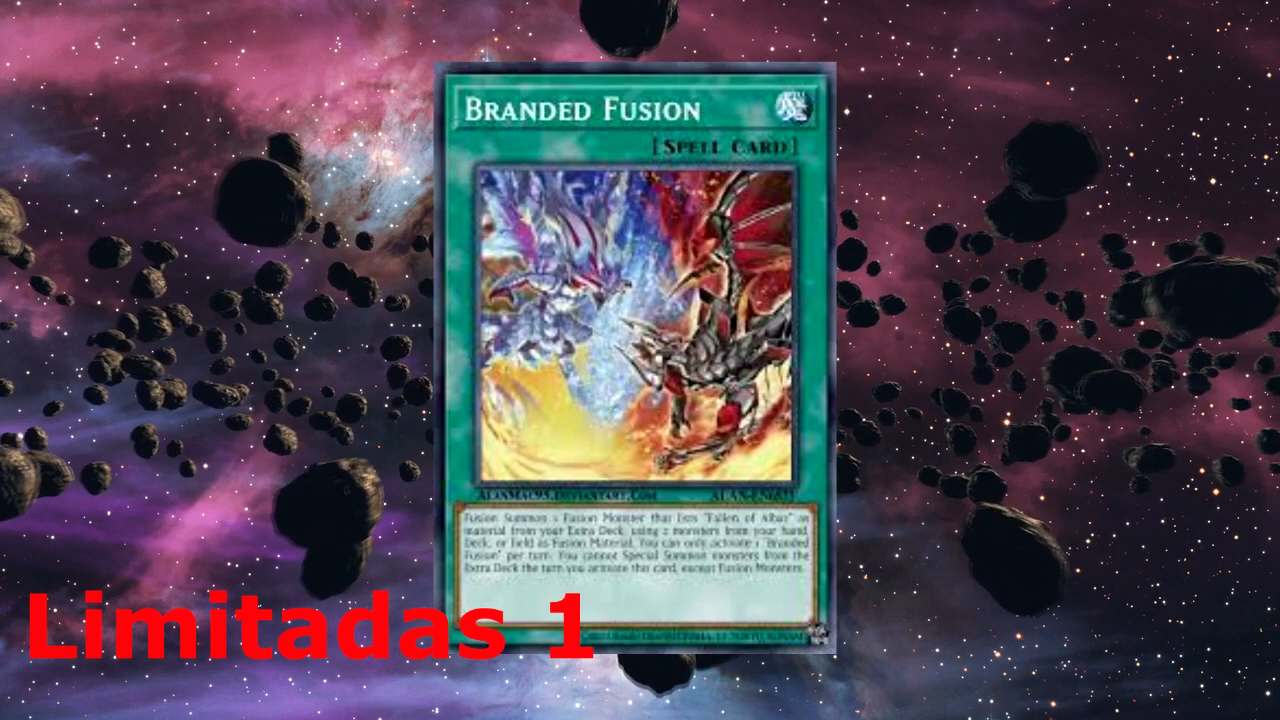 BRANDED FUSION
[SPELL CARD]
ALANMAC95.DEVIANTART.COM
Fusion Summon 1 Fusion Monster that lists "Fallen of Albaz" as
material from your Extra Deck, using 2 monsters from your hand,
Deck, or Field as Fusion Material. You can only activate 1 "Branded
Fusion" per turn. You cannot Special Summon monsters from the
Extra Deck the turn you activate this card, except Fusion Monsters.
Limitadas 1